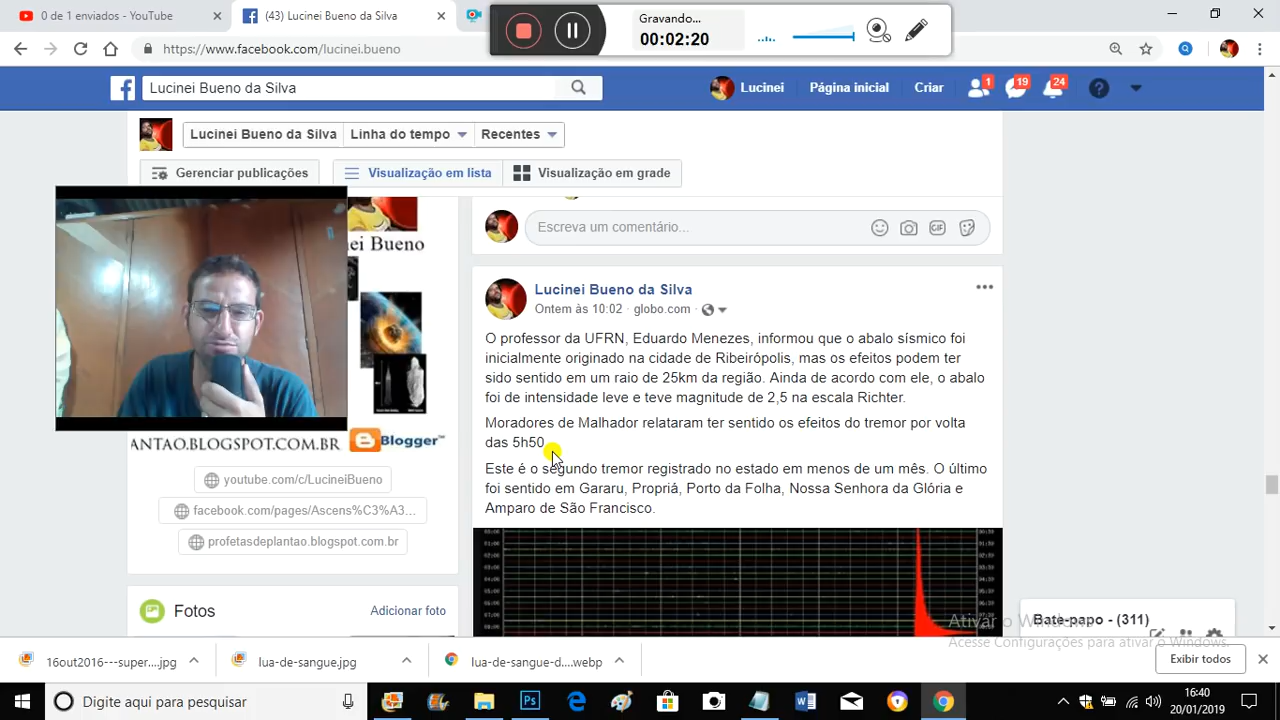 0 de 1 enviados - YouTube
(43) Lucinei Bueno da Silva
Gravando...
00:02:20
https://www.facebook.com/lucinei.bueno
Lucinei Bueno da Silva
Lucinei
Página inicial
Criar
1
19
24
Lucinei Bueno da Silva
Linha do tempo
Recentes
Gerenciar publicações
Visualização em lista
Visualização em grade
Escreva um comentário...
GIF
Lucinei Bueno da Silva
Ontem às 10:02 · globo.com ·
O professor da UFRN, Eduardo Menezes, informou que o abalo sísmico foi
inicialmente originado na cidade de Ribeirópolis, mas os efeitos podem ter
sido sentido em um raio de 25km da região. Ainda de acordo com ele, o abalo
foi de intensidade leve e teve magnitude de 2,5 na escala Richter.
Moradores de Malhador relataram ter sentido os efeitos do tremor por volta
das 5h50
Este é o segundo tremor registrado no estado em menos de um mês. O último
foi sentido em Gararu, Propriá, Porto da Folha, Nossa Senhora da Glória e
Amparo de São Francisco.
nei Bueno
ANTAO.BLOGSPOT.COM.BR
Blogger™
youtube.com/c/LucineiBueno
facebook.com/pages/Ascens%C3%A3...
profetasdeplantao.blogspot.com.br
Fotos
Adicionar foto
Bate-papo - (311)
Ativar o Windows
Acesse Configurações para ativar o Windows.
16out2016---super....jpg
lua-de-sangue.jpg
lua-de-sangue-d....webp
Exibir todos
Digite aqui para pesquisar
16:40
20/01/2019